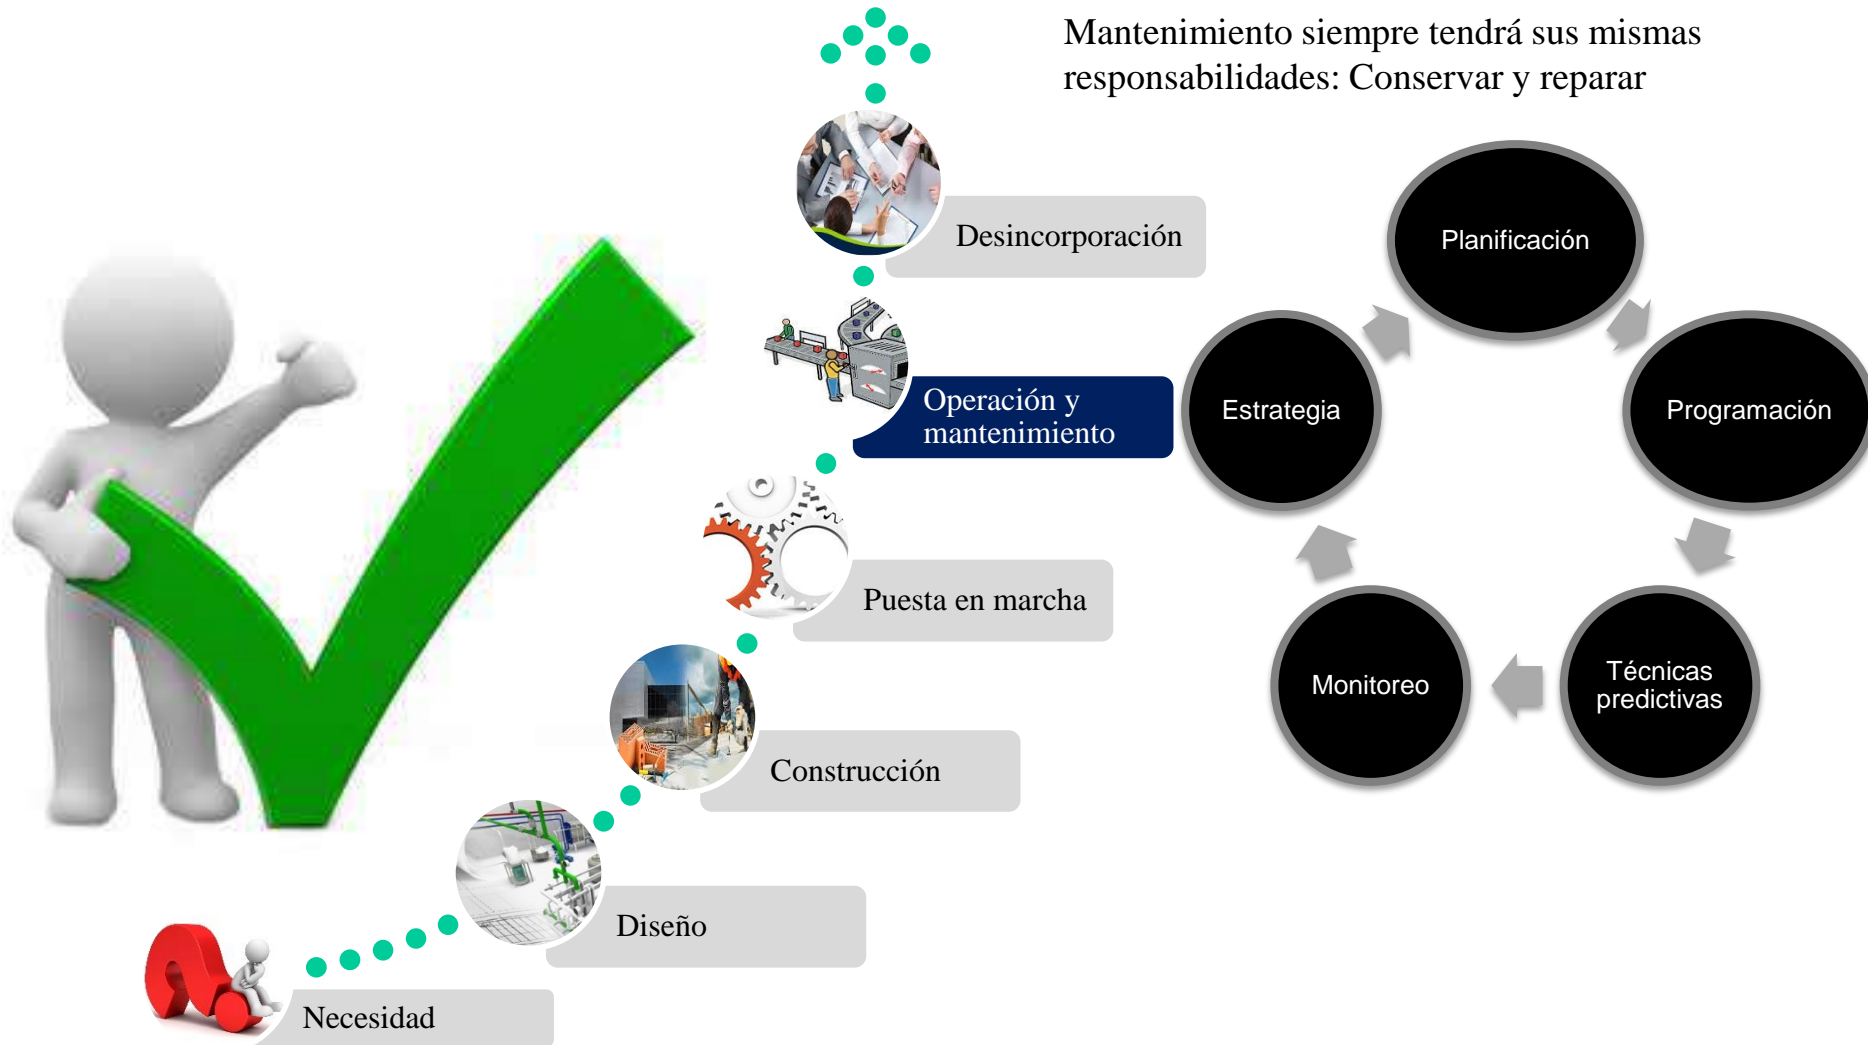 Mantenimiento siempre tendrá sus mismas
responsabilidades: Conservar y reparar
Desincorporación
Operación y
mantenimiento
Puesta en marcha
Construcción
Diseño
Necesidad
Planificación
Programación
Técnicas
predictivas
Monitoreo
Estrategia